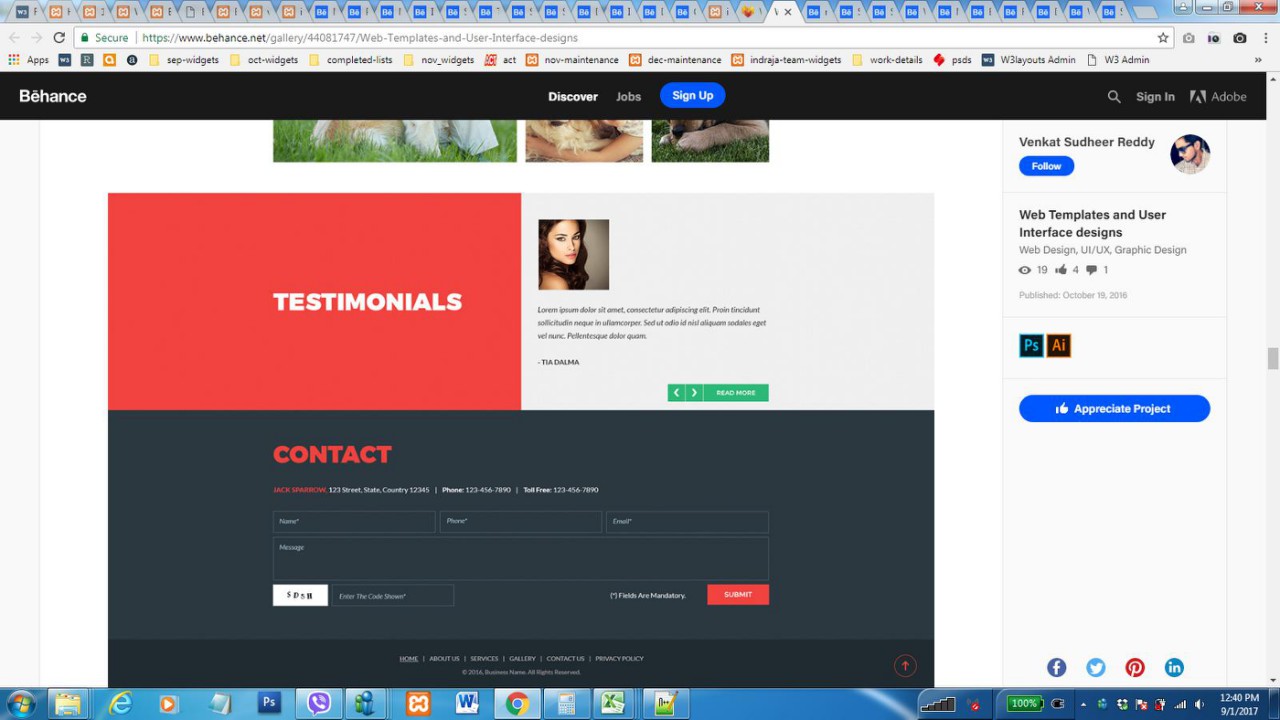 Secure
https://www.behance.net/gallery/44081747/Web-Templates-and-User-Interface-designs
Apps
sep-widgets
oct-widgets
completed-lists
nov_widgets
act
nov-maintenance
dec-maintenance
indraja-team-widgets
work-details
psds
W3layouts Admin
W3 Admin
»
Bēhance
Discover
Jobs
Sign Up
Sign In
Adobe
Venkat Sudheer Reddy
Follow
Web Templates and User
Interface designs
Web Design, UI/UX, Graphic Design
19 4 1
Published: October 19, 2016
Ps Ai
Appreciate Project
TESTIMONIALS
Lorem ipsum dolor sit amet, consectetur adipiscing elit. Proin tincidunt
sollicitudin neque in ullamcorper. Sed ut odio id nisl aliquam sodales eget
vel nunc. Pellentesque dolor quam.
- TIA DALMA
READ MORE
CONTACT
JACK SPARROW, 123 Street, State, Country 12345 | Phone: 123-456-7890 | Toll Free: 123-456-7890
Name*
Phone*
Email*
Message
Enter The Code Shown*
(*) Fields Are Mandatory.
SUBMIT
HOME | ABOUT US | SERVICES | GALLERY | CONTACT US | PRIVACY POLICY
© 2016, Business Name. All Rights Reserved.
100%
12:40 PM
9/1/2017